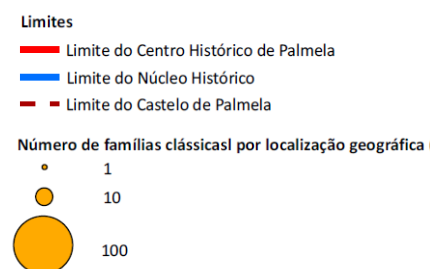 Limites
Limite do Centro Histórico de Palmela
Limite do Núcleo Histórico
Limite do Castelo de Palmela
Número de famílias clássicasl por localização geográfica (
1
10
100